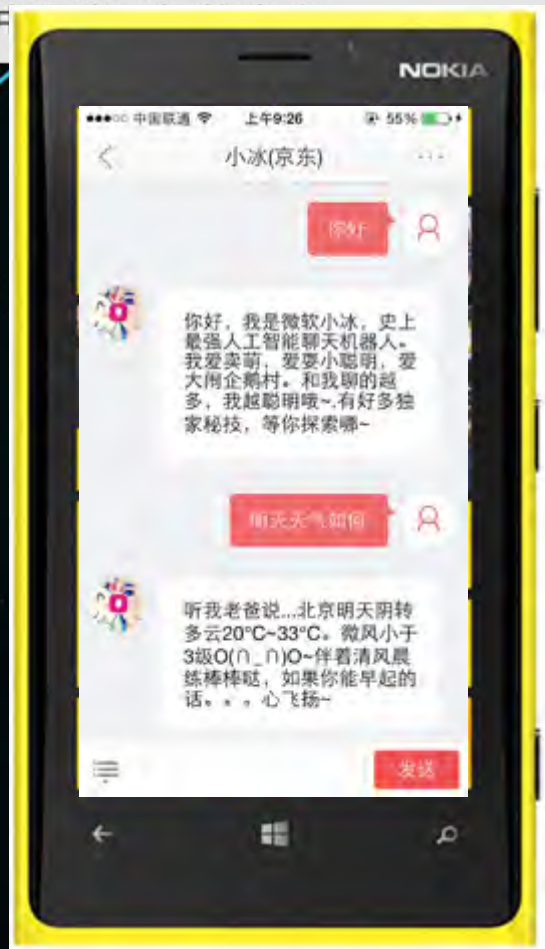 NOKIA
中国联通 上午9:26 55%
小冰(京东)
你好
你好，我是微软小冰，史上
最强人工智能聊天机器人。
我爱卖萌，爱耍小聪明，爱
大闹企鹅村。和我聊的越
多，我越聪明哦~.有好多独
家秘技，等你探索哪~
明天天气如何
听我老爸说...北京明天阴转
多云20°C~33°C。微风小于
3级O(∩_∩)O~伴着清风晨
练棒棒哒，如果你能早起的
话。。。心飞扬~
发送